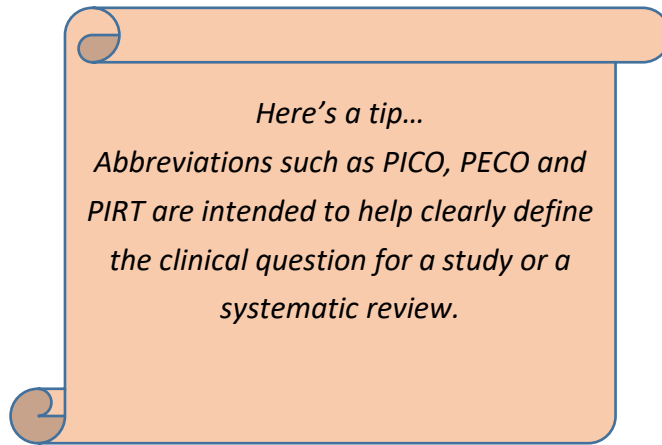 Here’s a tip…
Abbreviations such as PICO, PECO and
PIRT are intended to help clearly define
the clinical question for a study or a
systematic review.